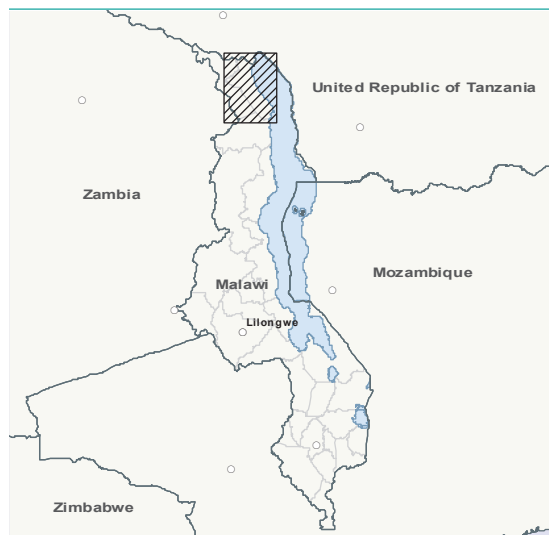 United Republic of Tanzania
Zambia
Mozambique
Malawi
Lilongwe
Zimbabwe